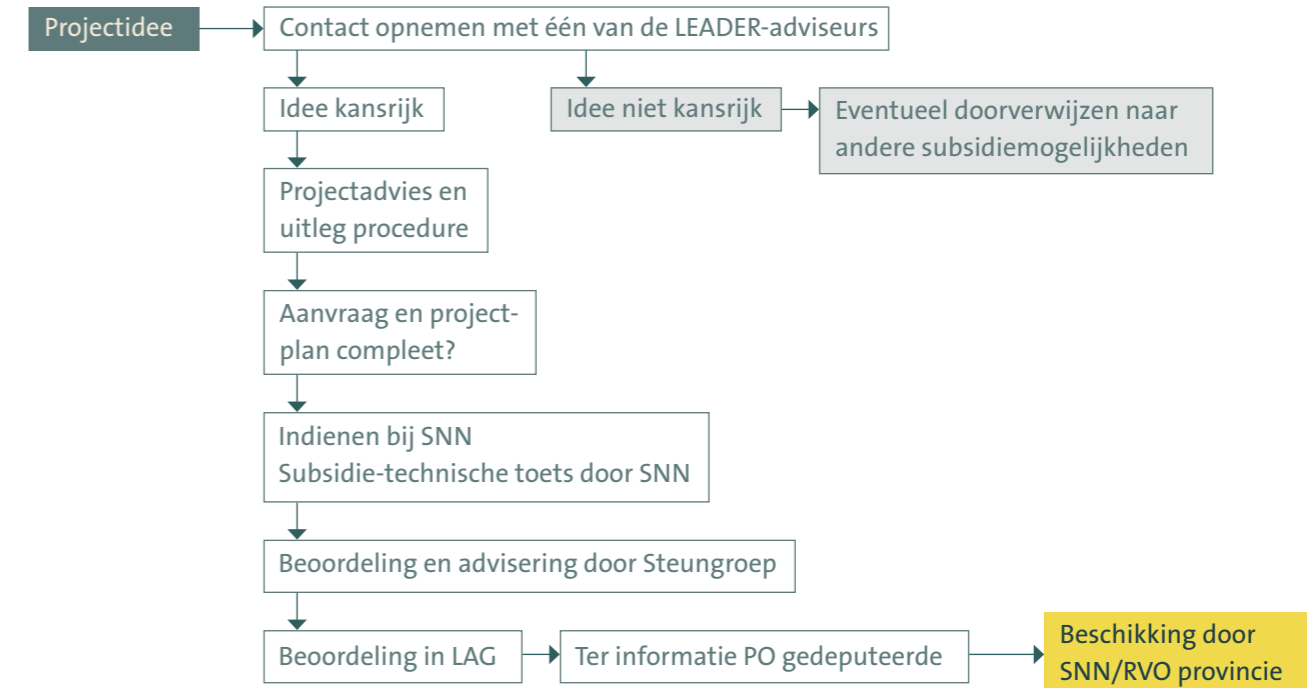 Projectidee
Contact opnemen met één van de LEADER-adviseurs
Idee kansrijk
Idee niet kansrijk
Eventueel doorverwijzen naar
andere subsidiemogelijkheden
Projectadvies en
uitleg procedure
Aanvraag en project-
plan compleet?
Indienen bij SNN
Subsidie-technische toets door SNN
Beoordeling en advisering door Steungroep
Beoordeling in LAG
Ter informatie PO gedeputeerde
Beschikking door
SNN/RVO provincie